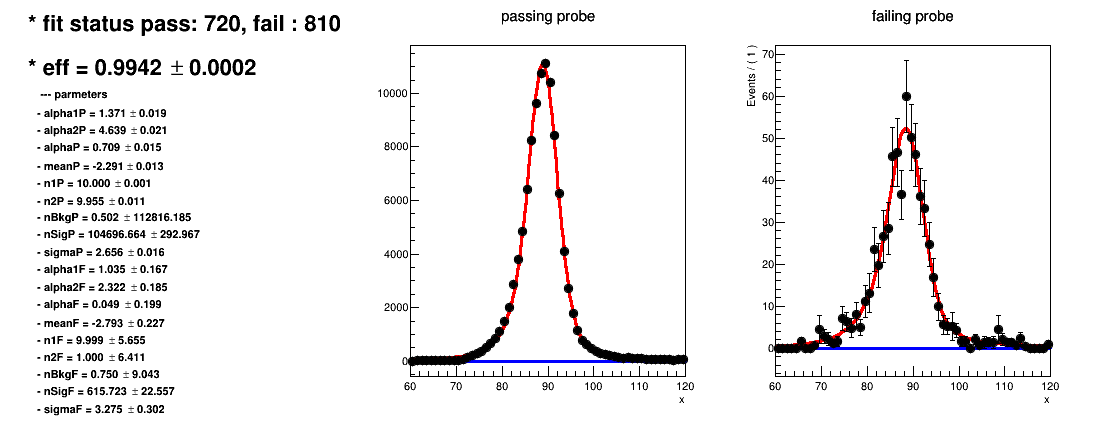 * fit status pass: 720, fail : 810
* eff = 0.9942 ± 0.0002
--- parmeters
- alpha1P = 1.371 ± 0.019
- alpha2P = 4.639 ± 0.021
- alphaP = 0.709 ± 0.015
- meanP = -2.291 ± 0.013
- n1P = 10.000 ± 0.001
- n2P = 9.955 ± 0.011
- nBkgP = 0.502 ± 112816.185
- nSigP = 104696.664 ± 292.967
- sigmaP = 2.656 ± 0.016
- alpha1F = 1.035 ± 0.167
- alpha2F = 2.322 ± 0.185
- alphaF = 0.049 ± 0.199
- meanF = -2.793 ± 0.227
- n1F = 9.999 ± 5.655
- n2F = 1.000 ± 6.411
- nBkgF = 0.750 ± 9.043
- nSigF = 615.723 ± 22.557
- sigmaF = 3.275 ± 0.302
passing probe
10000
8000
6000
4000
2000
0
60 70 80 90 100 110 120
x
failing probe
Events / ( 1 )
70
60
50
40
30
20
10
0
60 70 80 90 100 110 120
x